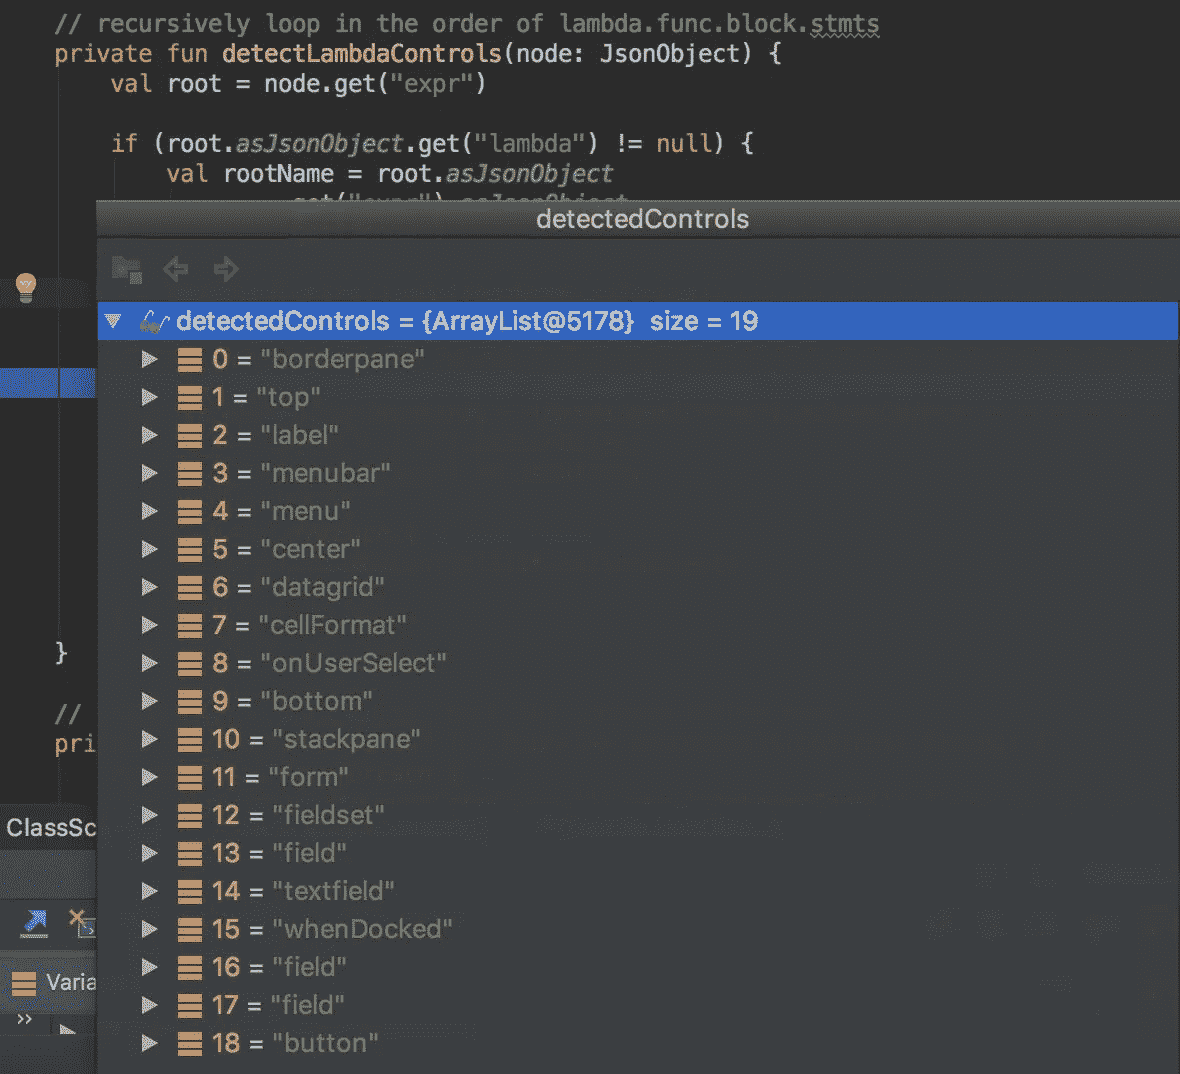 // recursively loop in the order of lambda.func.block.stmts
private fun detectLambdaControls(node: JsonObject) {
val root = node.get("expr")
if (root.asJsonObject.get("lambda") != null) {
val rootName = root.asJsonObject
.get("expr").asJsonObject
detectedControls
detectedControls = {ArrayList@5178} size = 19
0 = "borderpane"
1 = "top"
2 = "label"
3 = "menubar"
4 = "menu"
5 = "center"
6 = "datagrid"
7 = "cellFormat"
8 = "onUserSelect"
9 = "bottom"
10 = "stackpane"
11 = "form"
12 = "fieldset"
13 = "field"
14 = "textfield"
15 = "whenDocked"
16 = "field"
17 = "field"
18 = "button"
}
//
pri
ClassSc
Varia
>>